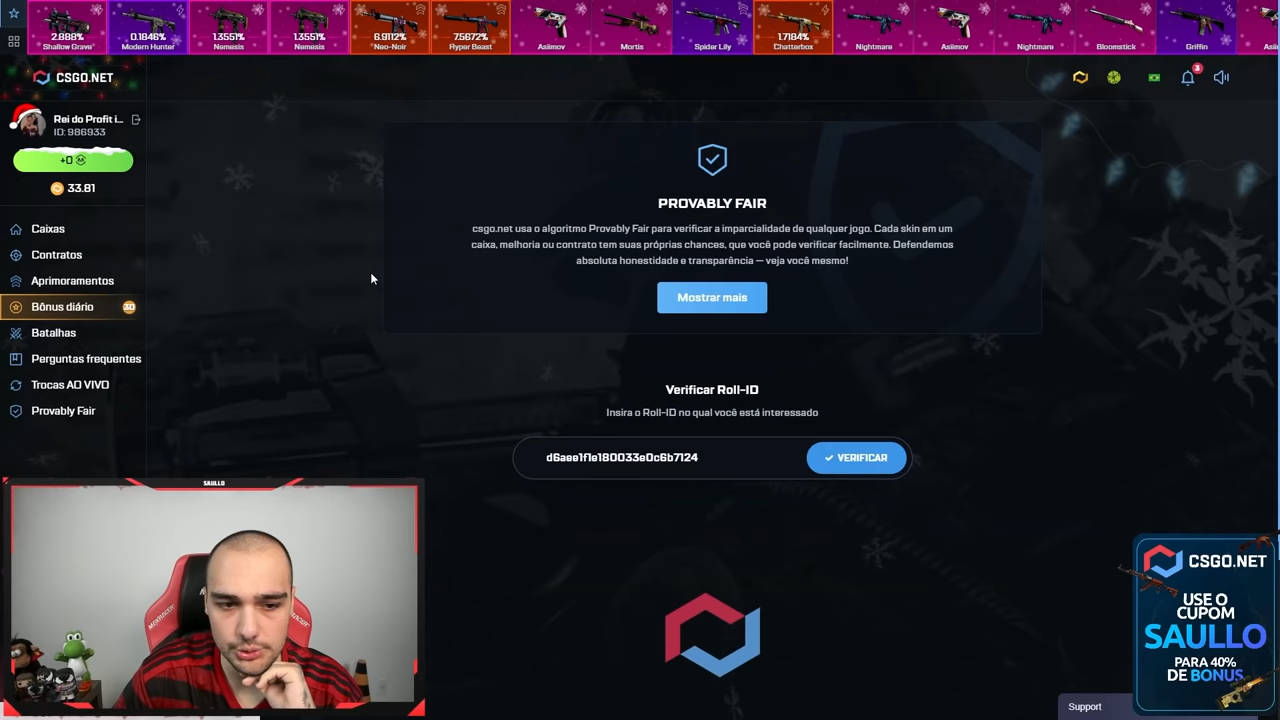 2.888%
Shallow Grave
0.1846%
Modern Hunter
1.3551%
Nemesis
1.3551%
Nemesis
6.9112%
Neo-Noir
7.5672%
Hyper Beast
Asiimov
Mortis
Spider Lily
1.7184%
Chatterbox
Nightmare
Asiimov
Nightmare
Bloomstick
Griffin
CSGO.NET
3
Rei do Profit i...
ID: 986933
+0
33.81
Caixas
Contratos
Aprimoramentos
Bônus diário
Batalhas
Perguntas frequentes
Trocas AO VIVO
Provably Fair
PROVABLY FAIR
csgo.net usa o algoritmo Provably Fair para verificar a imparcialidade de qualquer jogo. Cada skin em um
caixa, melhoria ou contrato tem suas próprias chances, que você pode verificar facilmente. Defendemos
absoluta honestidade e transparência — veja você mesmo!
Mostrar mais
Verificar Roll-ID
Insira o Roll-ID no qual você está interessado
d6aee1f1e180033e0c6b7124
VERIFICAR
SAULLO
CSGO.NET
USE O
CUPOM
SAULLO
PARA 40%
DE BONUS
Support